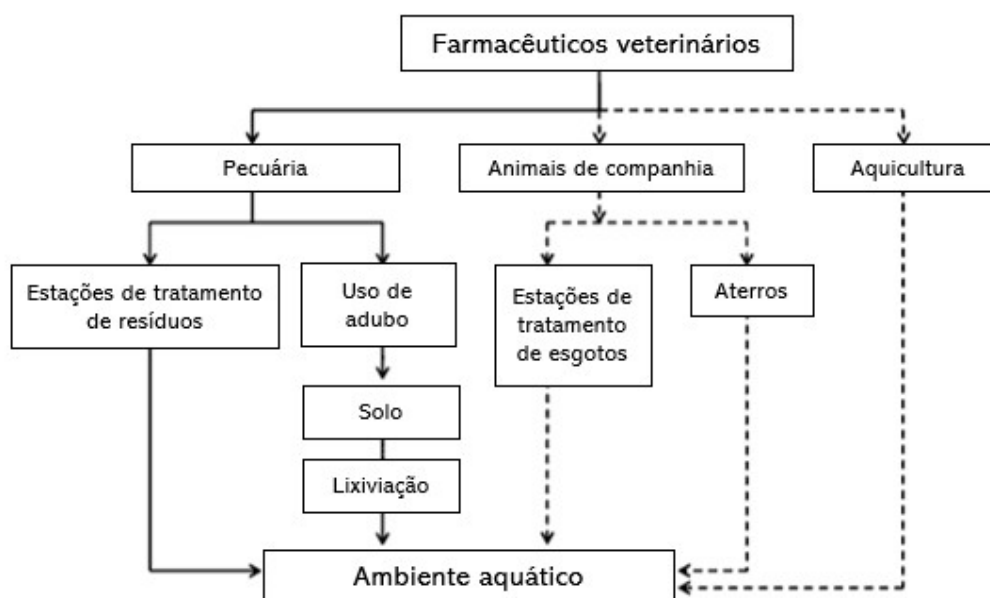 Farmacêuticos veterinários
Pecuária
Animais de companhia
Aquicultura
Estações de tratamento
de resíduos
Uso de
adubo
Estações de
tratamento
de esgotos
Aterros
Solo
Lixiviação
Ambiente aquático